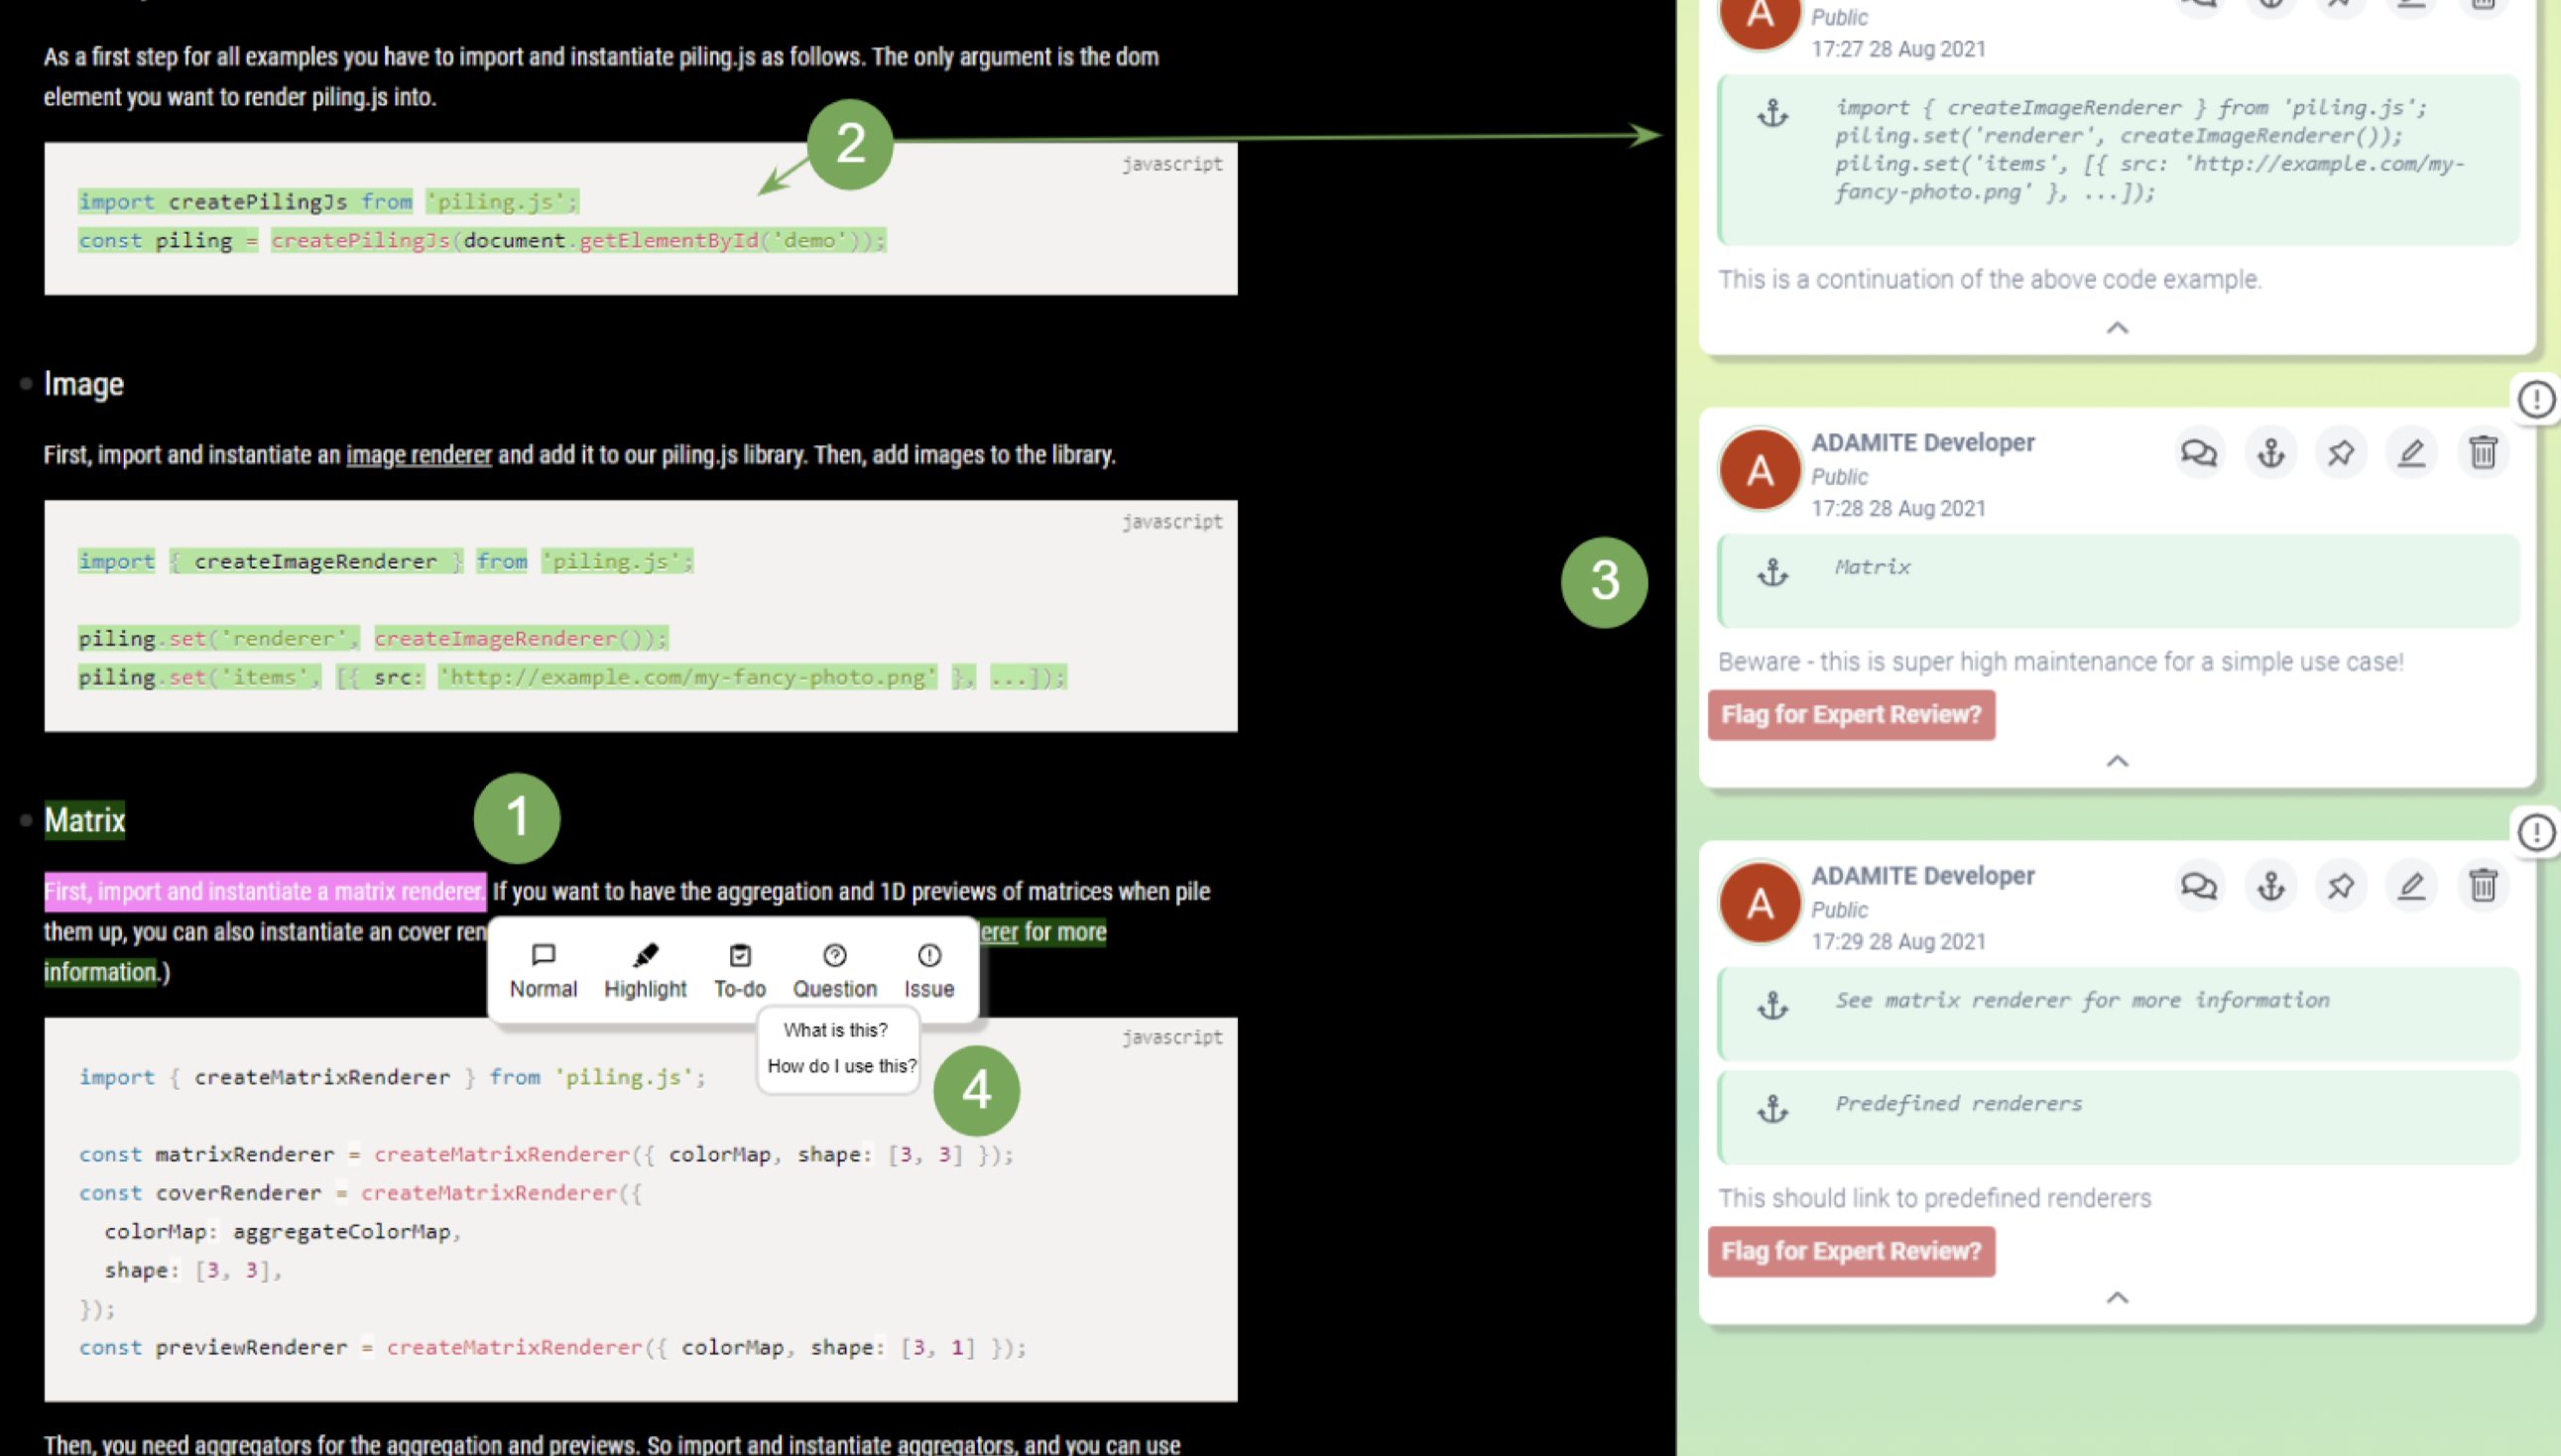 As a first step for all examples you have to import and instantiate piling.js as follows. The only argument is the dom
element you want to render piling.js into.
2
javascript
import createPilingJs from 'piling.js';
const piling = createPilingJs(document.getElementById('demo'));
Image
First, import and instantiate an image renderer and add it to our piling.js library. Then, add images to the library.
javascript
import { createImageRenderer } from 'piling.js';
piling.set('renderer', createImageRenderer());
piling.set('items', [{ src: 'http://example.com/my-fancy-photo.png' }, ...]);
1
Matrix
First, import and instantiate a matrix renderer. If you want to have the aggregation and 1D previews of matrices when pile
them up, you can also instantiate an cover ren erer for more
information.)
Normal Highlight To-do Question Issue
What is this?
How do I use this?
4
javascript
import { createMatrixRenderer } from 'piling.js';
const matrixRenderer = createMatrixRenderer({ colorMap, shape: [3, 3] });
const coverRenderer = createMatrixRenderer({
colorMap: aggregateColorMap,
shape: [3, 3],
});
const previewRenderer = createMatrixRenderer({ colorMap, shape: [3, 1] });
Then, you need aggregators for the aggregation and previews. So import and instantiate aggregators, and you can use
3
A
Public
17:27 28 Aug 2021
import { createImageRenderer } from 'piling.js';
piling.set('renderer', createImageRenderer());
piling.set('items', [{ src: 'http://example.com/my-
fancy-photo.png' }, ...]);
This is a continuation of the above code example.
A
ADAMITE Developer
Public
17:28 28 Aug 2021
Matrix
Beware - this is super high maintenance for a simple use case!
Flag for Expert Review?
A
ADAMITE Developer
Public
17:29 28 Aug 2021
See matrix renderer for more information
Predefined renderers
This should link to predefined renderers
Flag for Expert Review?